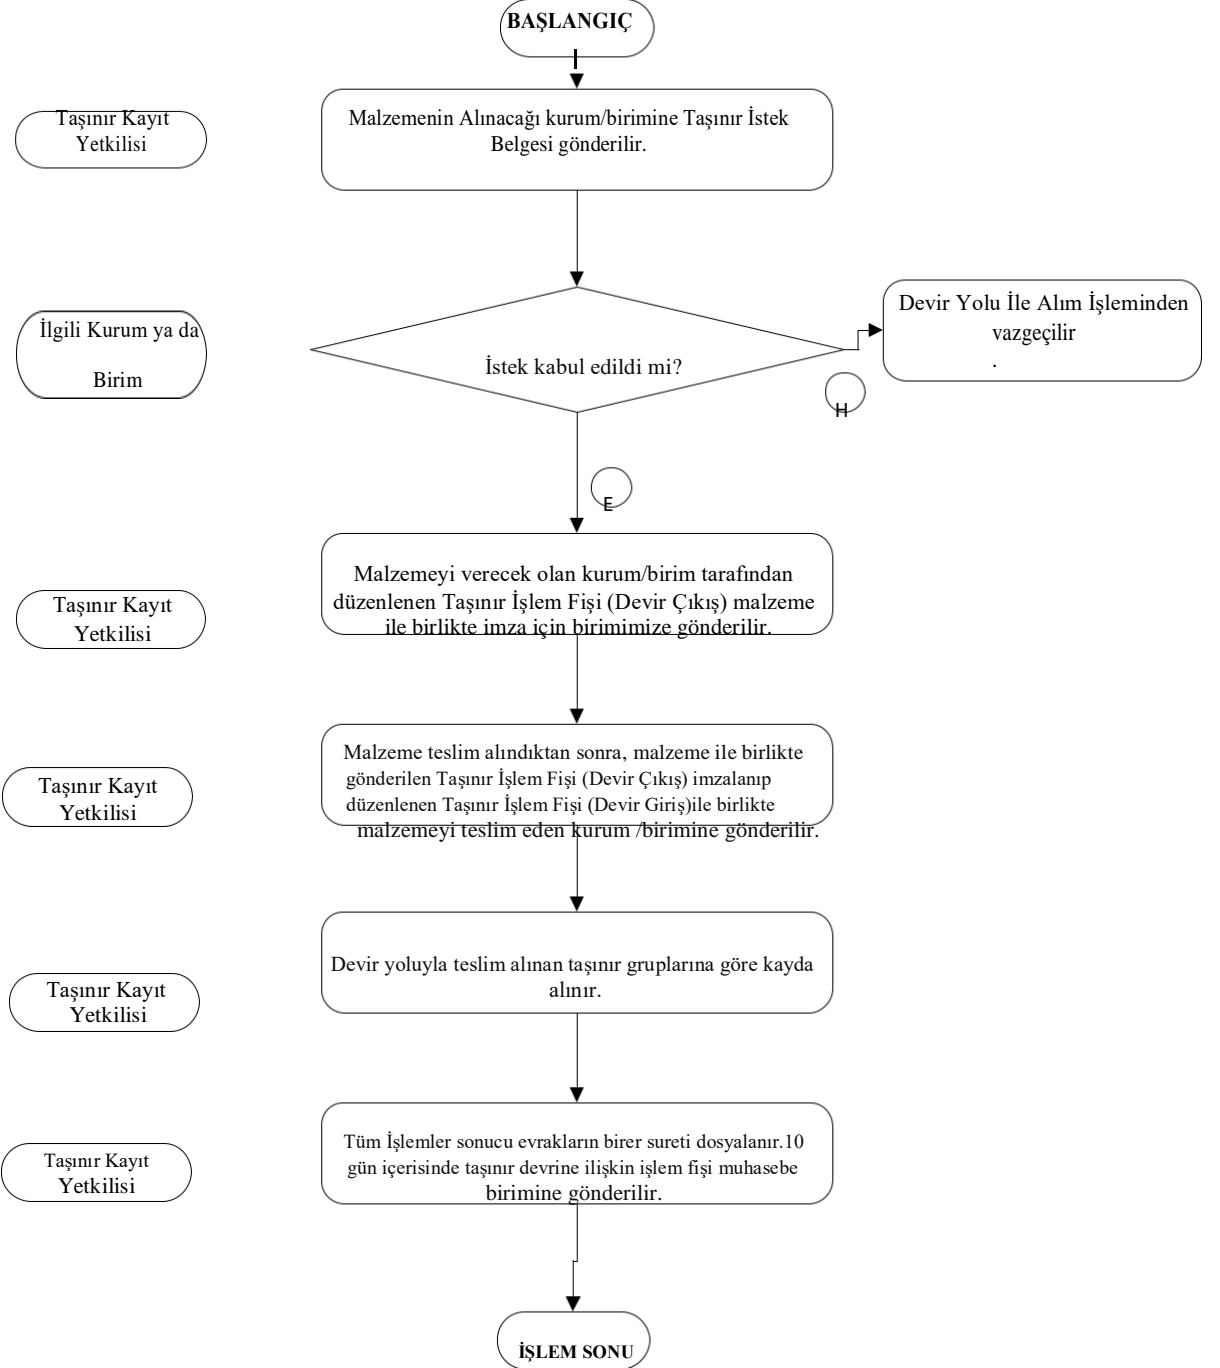 BAŞLANGIÇ
Taşınır Kayıt
Yetkilisi
Malzemenin Alınacağı kurum/birimine Taşınır İstek
Belgesi gönderilir.
İlgili Kurum ya da
Birim
İstek kabul edildi mi?
Devir Yolu İle Alım İşleminden
vazgeçilir
.
H
E
Taşınır Kayıt
Yetkilisi
Malzemeyi verecek olan kurum/birim tarafından
düzenlenen Taşınır İşlem Fişi (Devir Çıkış) malzeme
ile birlikte imza için birimimize gönderilir.
Taşınır Kayıt
Yetkilisi
Malzeme teslim alındıktan sonra, malzeme ile birlikte
gönderilen Taşınır İşlem Fişi (Devir Çıkış) imzalanıp
düzenlenen Taşınır İşlem Fişi (Devir Giriş)ile birlikte
malzemeyi teslim eden kurum /birimine gönderilir.
Taşınır Kayıt
Yetkilisi
Devir yoluyla teslim alınan taşınır gruplarına göre kayda
alınır.
Taşınır Kayıt
Yetkilisi
Tüm İşlemler sonucu evrakların birer sureti dosyalanır.10
gün içerisinde taşınır devrine ilişkin işlem fişi muhasebe
birimine gönderilir.
İŞLEM SONU